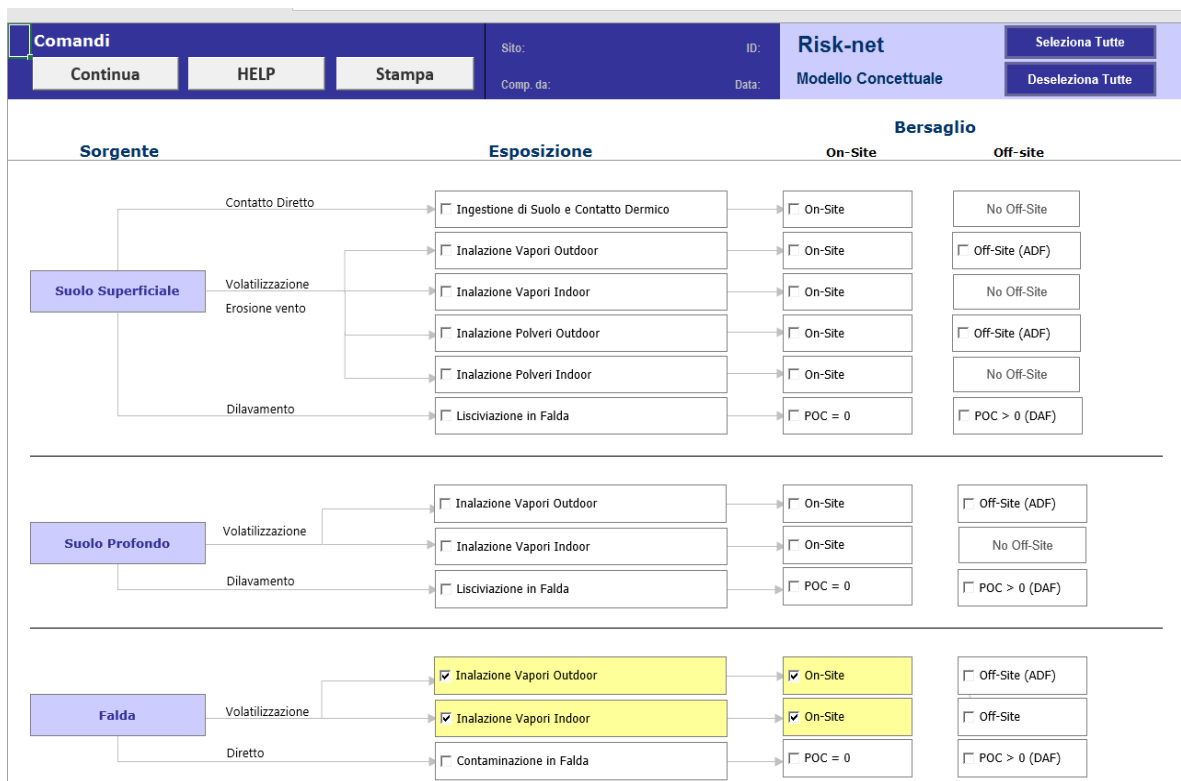 Comandi
Continua
HELP
Stampa
Sito:
ID:
Comp. da:
Data:
Risk-net
Modello Concettuale
Seleziona Tutte
Deseleziona Tutte
Bersaglio
Sorgente
Esposizione
On-Site
Off-site
Contatto Diretto
Ingestione di Suolo e Contatto Dermico
On-Site
No Off-Site
Inalazione Vapori Outdoor
On-Site
Off-Site (ADF)
Suolo Superficiale
Volatilizzazione
Erosione vento
Inalazione Vapori Indoor
On-Site
No Off-Site
Inalazione Polveri Outdoor
On-Site
Off-Site (ADF)
Inalazione Polveri Indoor
On-Site
No Off-Site
Dilavamento
Lisciviazione in Falda
POC = 0
POC > 0 (DAF)
Inalazione Vapori Outdoor
On-Site
Off-Site (ADF)
Suolo Profondo
Volatilizzazione
Inalazione Vapori Indoor
On-Site
No Off-Site
Dilavamento
Lisciviazione in Falda
POC = 0
POC > 0 (DAF)
Inalazione Vapori Outdoor
On-Site
Off-Site (ADF)
Falda
Volatilizzazione
Inalazione Vapori Indoor
On-Site
Off-Site
Diretto
Contaminazione in Falda
POC = 0
POC > 0 (DAF)